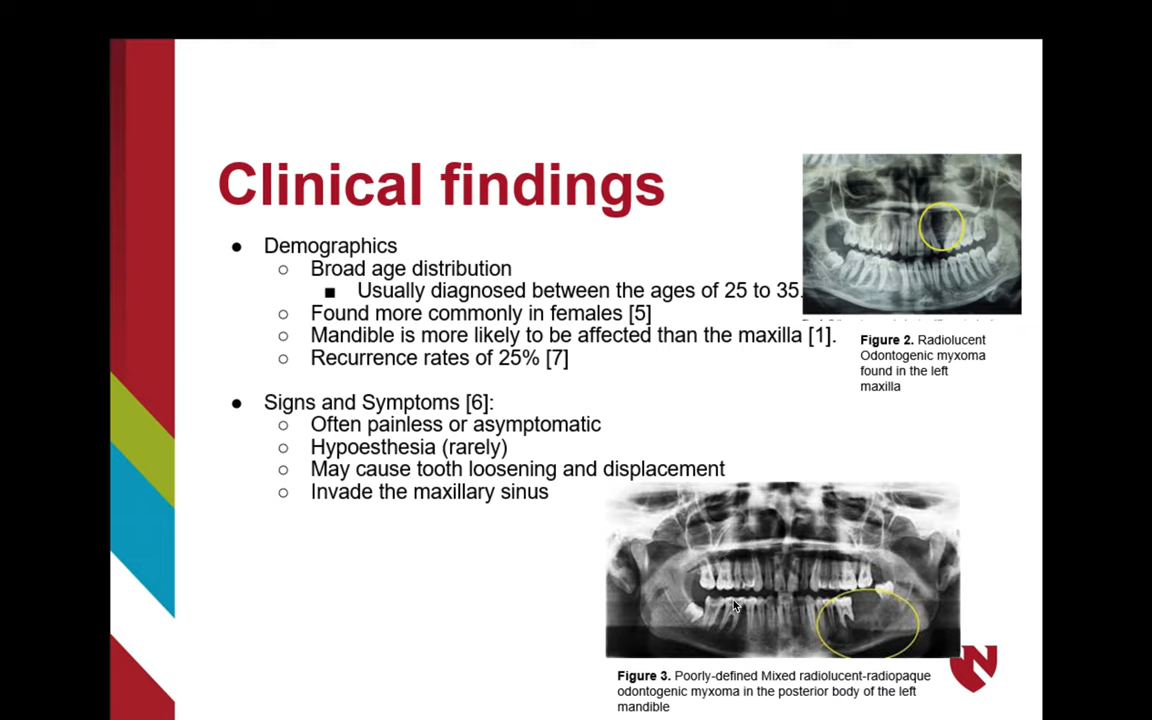 Clinical findings
● Demographics
○ Broad age distribution
■ Usually diagnosed between the ages of 25 to 35.
○ Found more commonly in females [5]
○ Mandible is more likely to be affected than the maxilla [1].
○ Recurrence rates of 25% [7]
● Signs and Symptoms [6]:
○ Often painless or asymptomatic
○ Hypoesthesia (rarely)
○ May cause tooth loosening and displacement
○ Invade the maxillary sinus
Figure 2. Radiolucent
Odontogenic myxoma
found in the left
maxilla
Figure 3. Poorly-defined Mixed radiolucent-radiopaque
odontogenic myxoma in the posterior body of the left
mandible
N